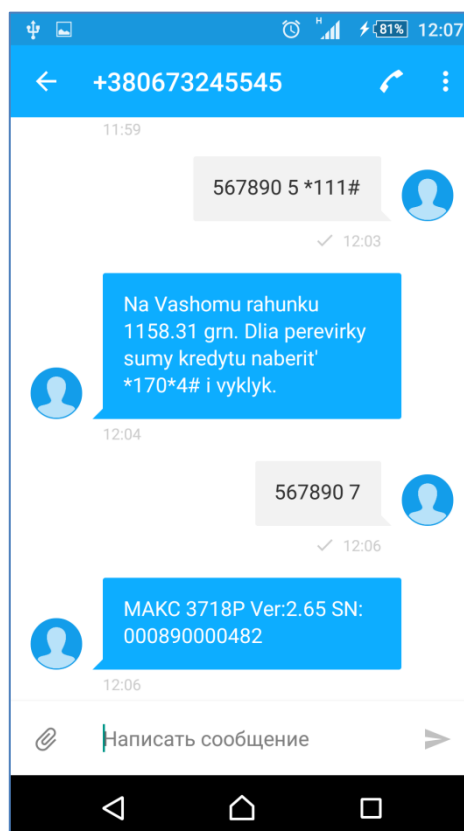 H
81% 12:07
+380673245545
11:59
567890 5 *111#
12:03
Na Vashomu rahunku
1158.31 grn. Dlia perevirky
sumy kredytu naberit'
*170*4# i vyklyk.
12:04
567890 7
12:06
МАКС 3718P Ver:2.65 SN:
000890000482
12:06
Написать сообщение